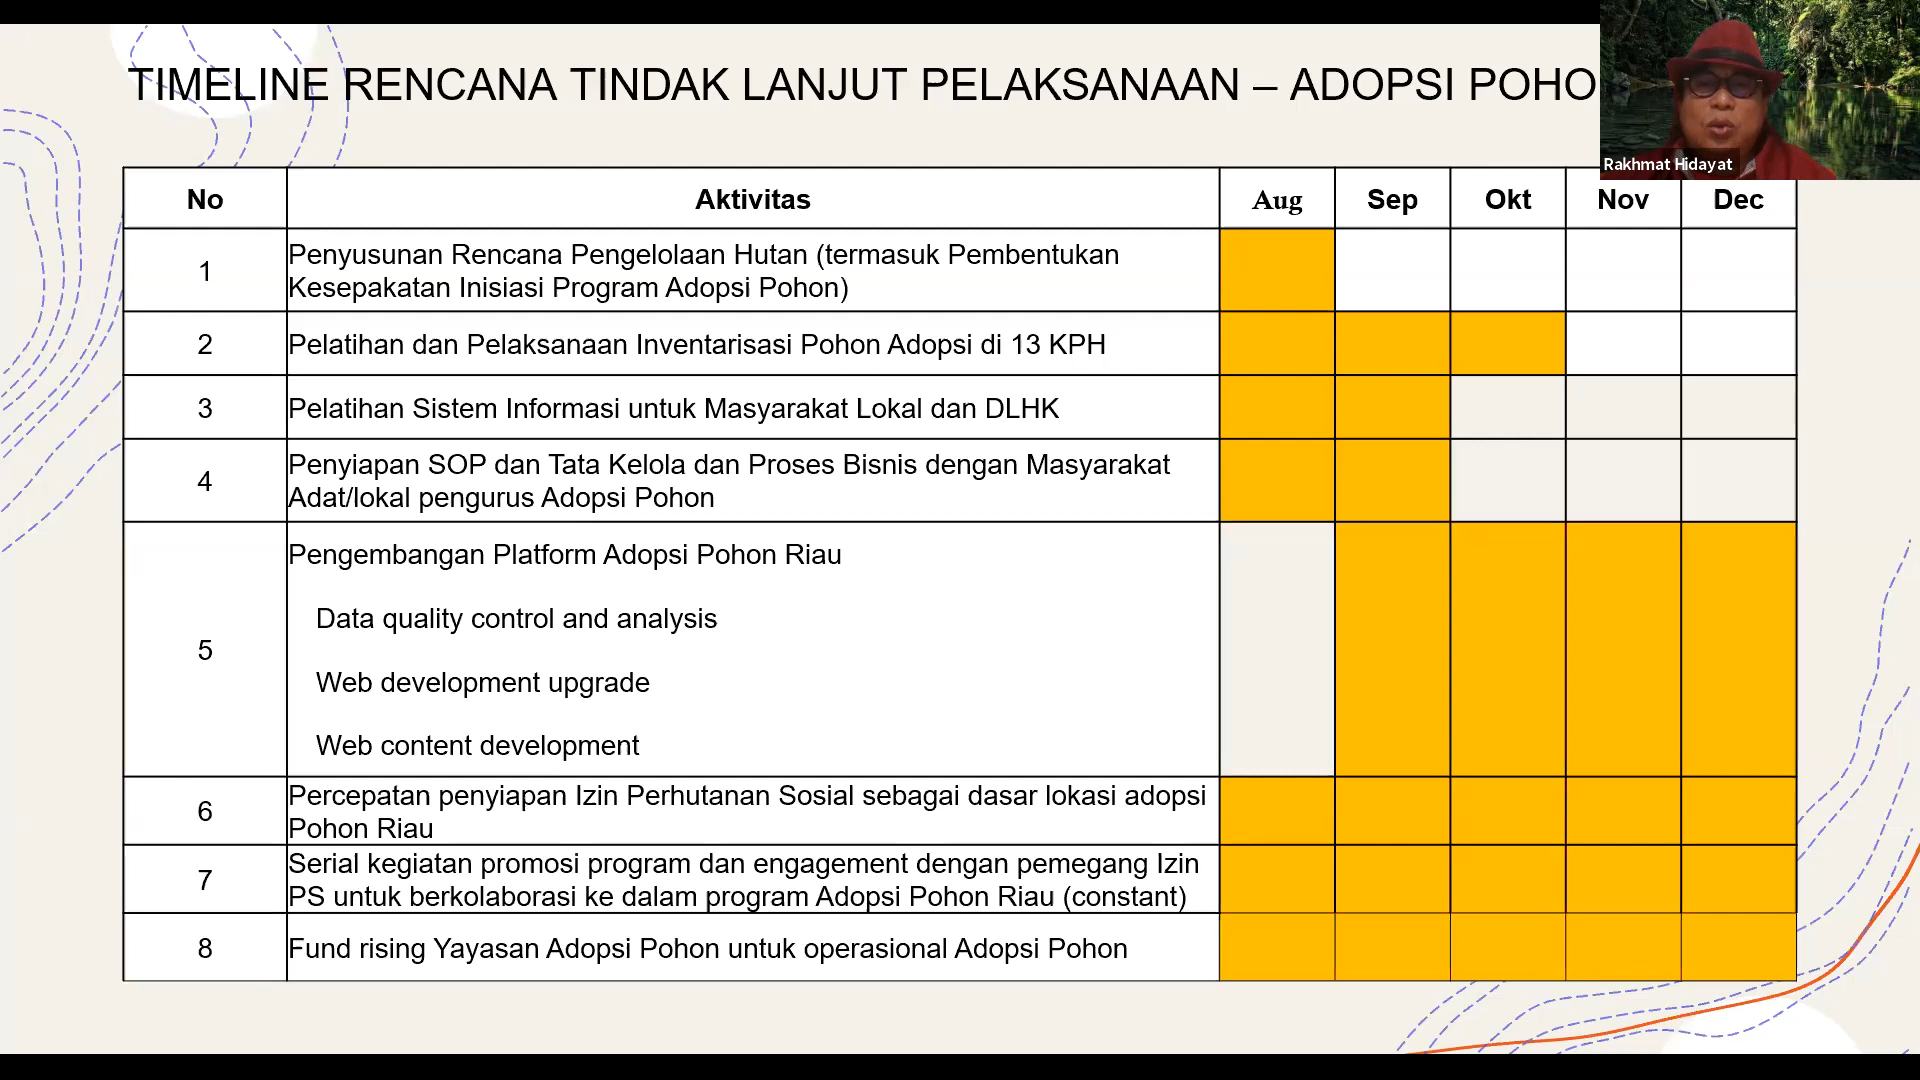 TIMELINE RENCANA TINDAK LANJUT PELAKSANAAN – ADOPSI POHO
Rakhmat Hidayat
No Aktivitas Aug Sep Okt Nov Dec
1 Penyusunan Rencana Pengelolaan Hutan (termasuk Pembentukan
Kesepakatan Inisiasi Program Adopsi Pohon)
2 Pelatihan dan Pelaksanaan Inventarisasi Pohon Adopsi di 13 KPH
3 Pelatihan Sistem Informasi untuk Masyarakat Lokal dan DLHK
4 Penyiapan SOP dan Tata Kelola dan Proses Bisnis dengan Masyarakat
Adat/lokal pengurus Adopsi Pohon
5 Pengembangan Platform Adopsi Pohon Riau
Data quality control and analysis
Web development upgrade
Web content development
6 Percepatan penyiapan Izin Perhutanan Sosial sebagai dasar lokasi adopsi
Pohon Riau
7 Serial kegiatan promosi program dan engagement dengan pemegang Izin
PS untuk berkolaborasi ke dalam program Adopsi Pohon Riau (constant)
8 Fund rising Yayasan Adopsi Pohon untuk operasional Adopsi Pohon